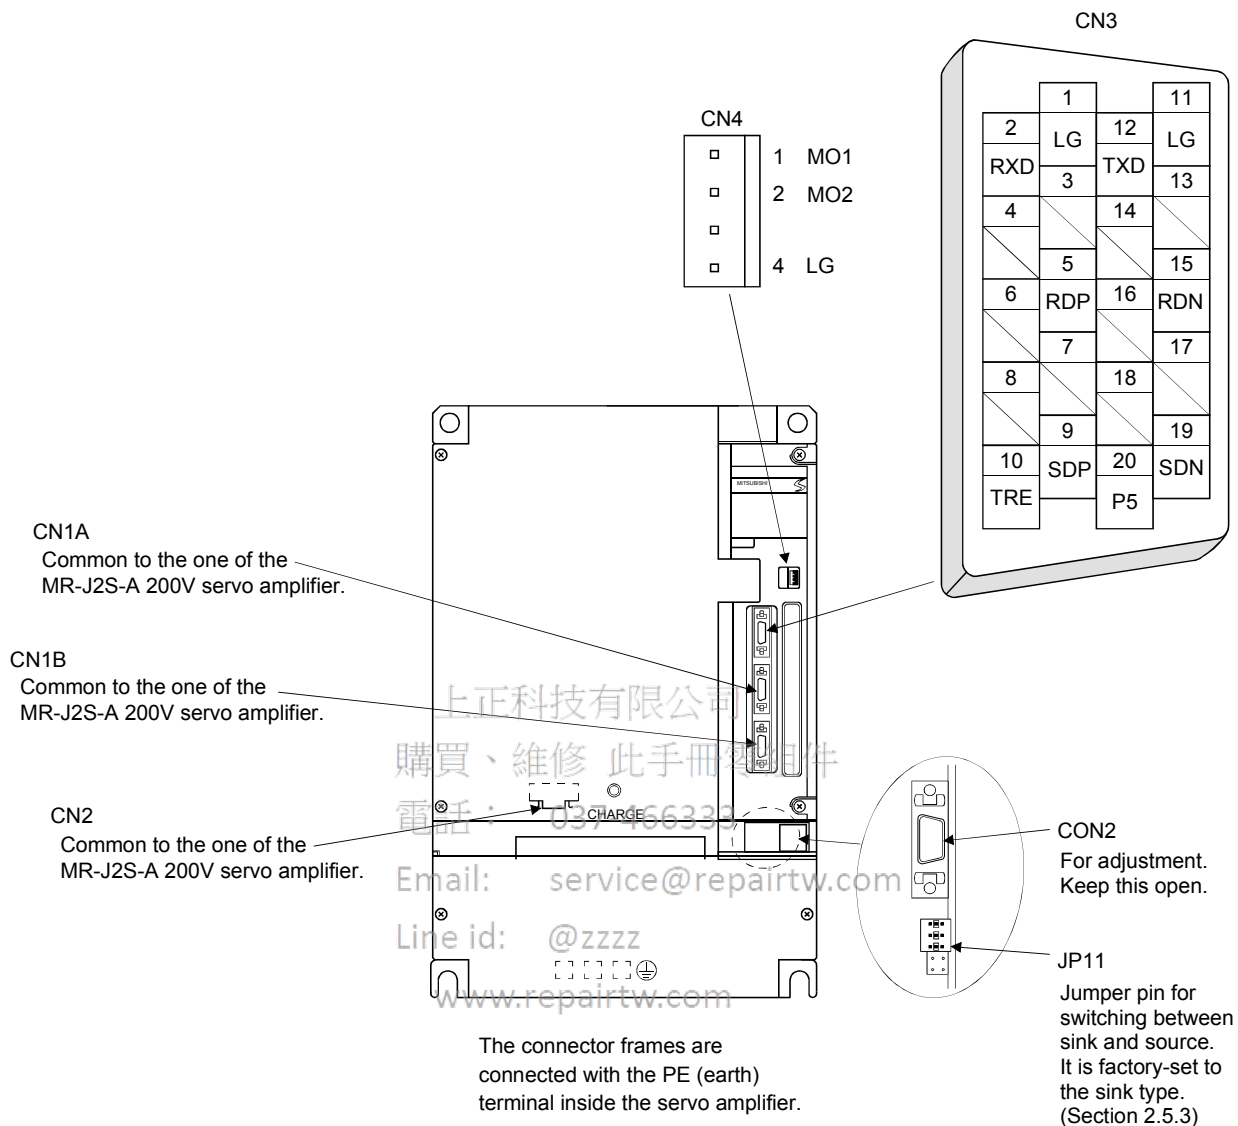 CN3
1
11
2
LG
12
LG
RXD
3
TXD
13
4
14
5
15
6
RDP
16
RDN
7
17
8
18
9
19
10
SDP
20
SDN
TRE
P5
CN4
1 MO1
2 MO2
4 LG
MITSUBISHI
CN1A
Common to the one of the
MR-J2S-A 200V servo amplifier.
CN1B
Common to the one of the
MR-J2S-A 200V servo amplifier.
CN2
Common to the one of the
MR-J2S-A 200V servo amplifier.
CHARGE
上正科技有限公司
購買、維修 此手冊零組件
電話： 037-466333
Email: service@repairtw.com
Line id: @zzzz
www.repairtw.com
CON2
For adjustment.
Keep this open.
JP11
Jumper pin for
switching between
sink and source.
It is factory-set to
the sink type.
(Section 2.5.3)
The connector frames are
connected with the PE (earth)
terminal inside the servo amplifier.